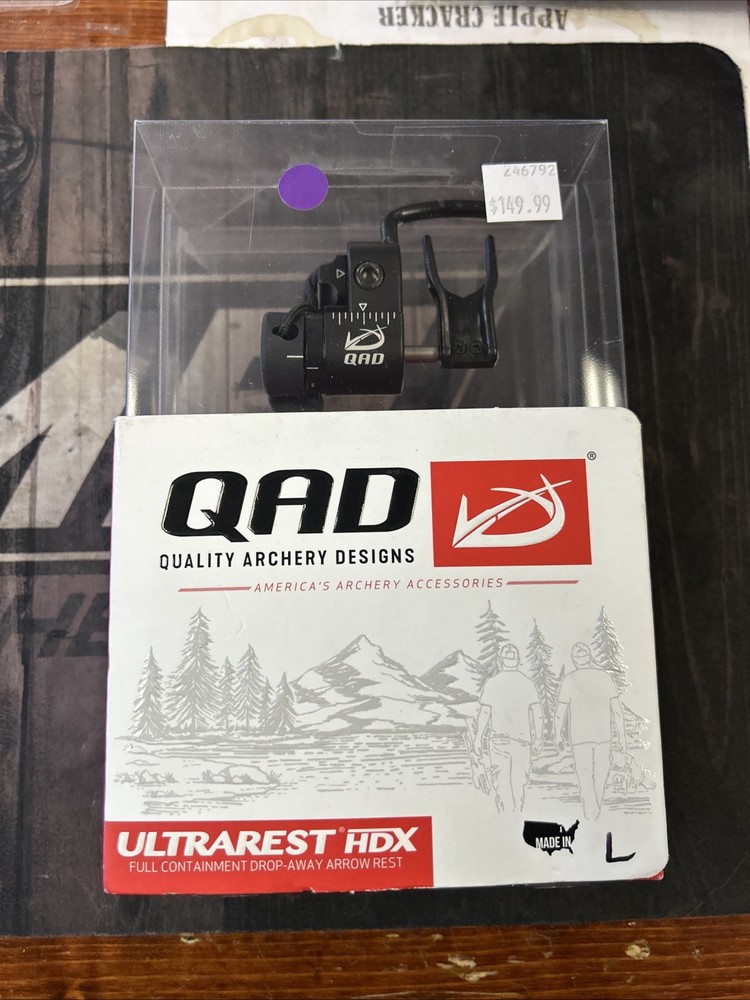 APPLE CRACKER
246792
$149.99
QAD
QAD
®
QUALITY ARCHERY DESIGNS
AMERICA'S ARCHERY ACCESSORIES
ULTRAREST® HDX
FULL CONTAINMENT DROP-AWAY ARROW REST
MADE IN
L